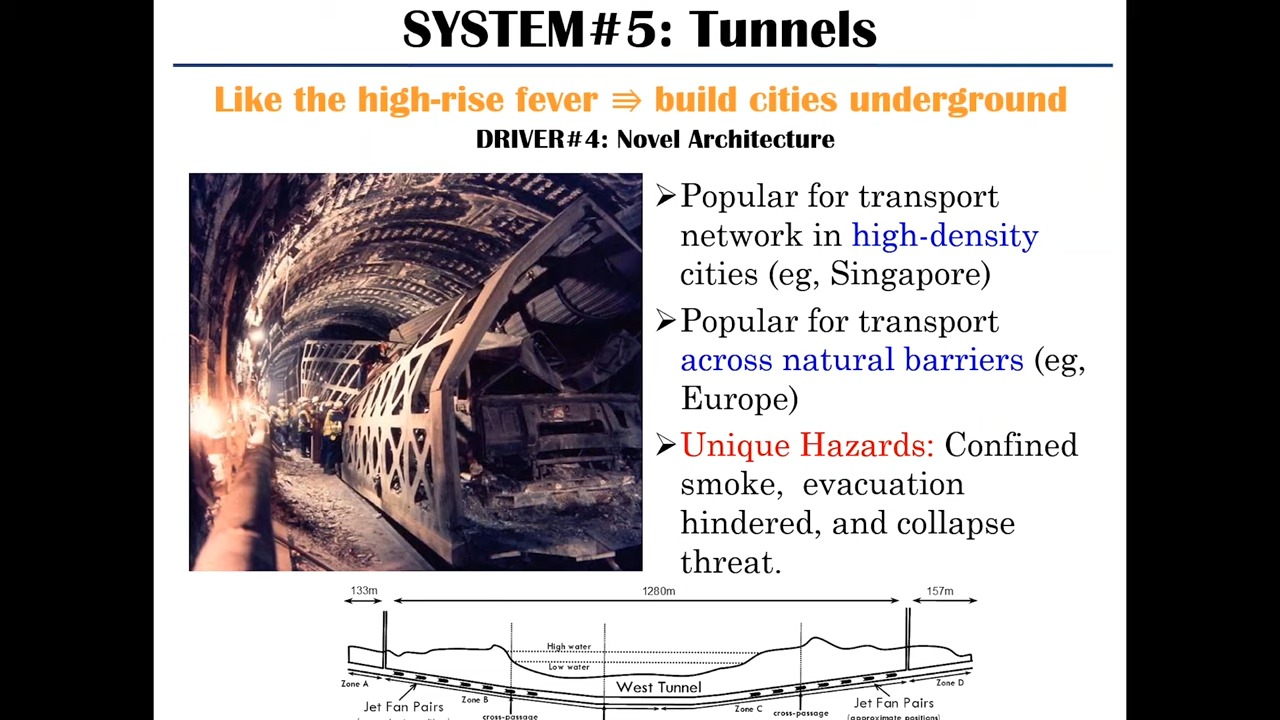 SYSTEM#5: Tunnels
Like the high-rise fever ⇛ build cities underground
DRIVER#4: Novel Architecture
➢Popular for transport
network in high-density
cities (eg, Singapore)
➢Popular for transport
across natural barriers (eg,
Europe)
➢Unique Hazards: Confined
smoke, evacuation
hindered, and collapse
threat.
133m 1280m 157m
High water
Low water
West Tunnel
Zone A Zone B Zone C Zone D
Jet Fan Pairs Jet Fan Pairs
cross-passage cross-passage
(approximate positions)